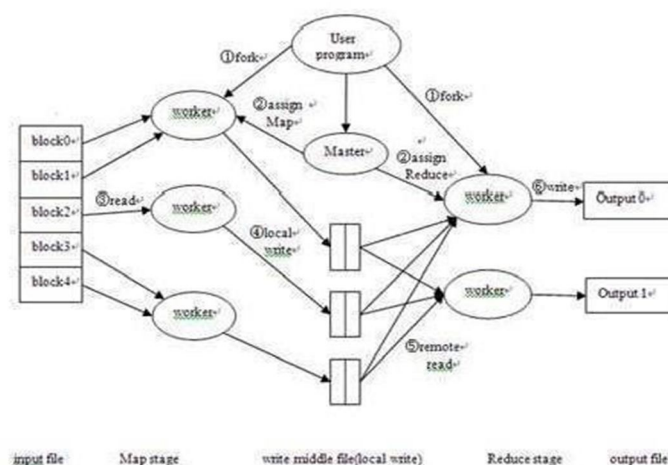 User
program
①fork
①fork
②assign
Map
worker
block0
block1
block2
block3
block4
Master
②assign
Reduce
③read
worker
worker
⑥write
Output 0
④local
write
worker
worker
Output 1
⑤remote
read
input file
Map stage
write middle file(local write)
Reduce stage
output file